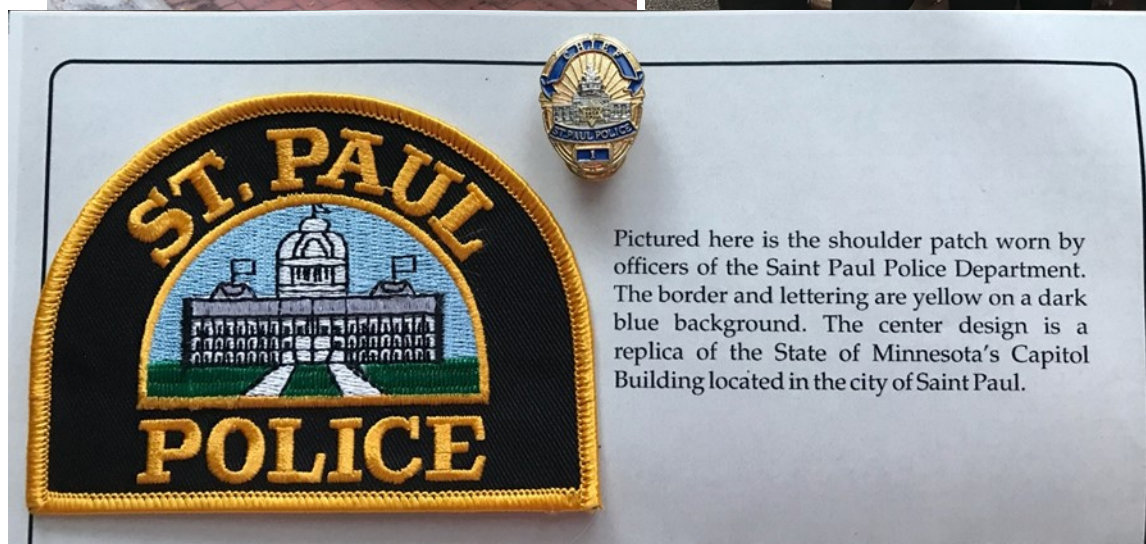 CHIEF
ST. PAUL POLICE
1
ST. PAUL
POLICE
Pictured here is the shoulder patch worn by
officers of the Saint Paul Police Department.
The border and lettering are yellow on a dark
blue background. The center design is a
replica of the State of Minnesota's Capitol
Building located in the city of Saint Paul.